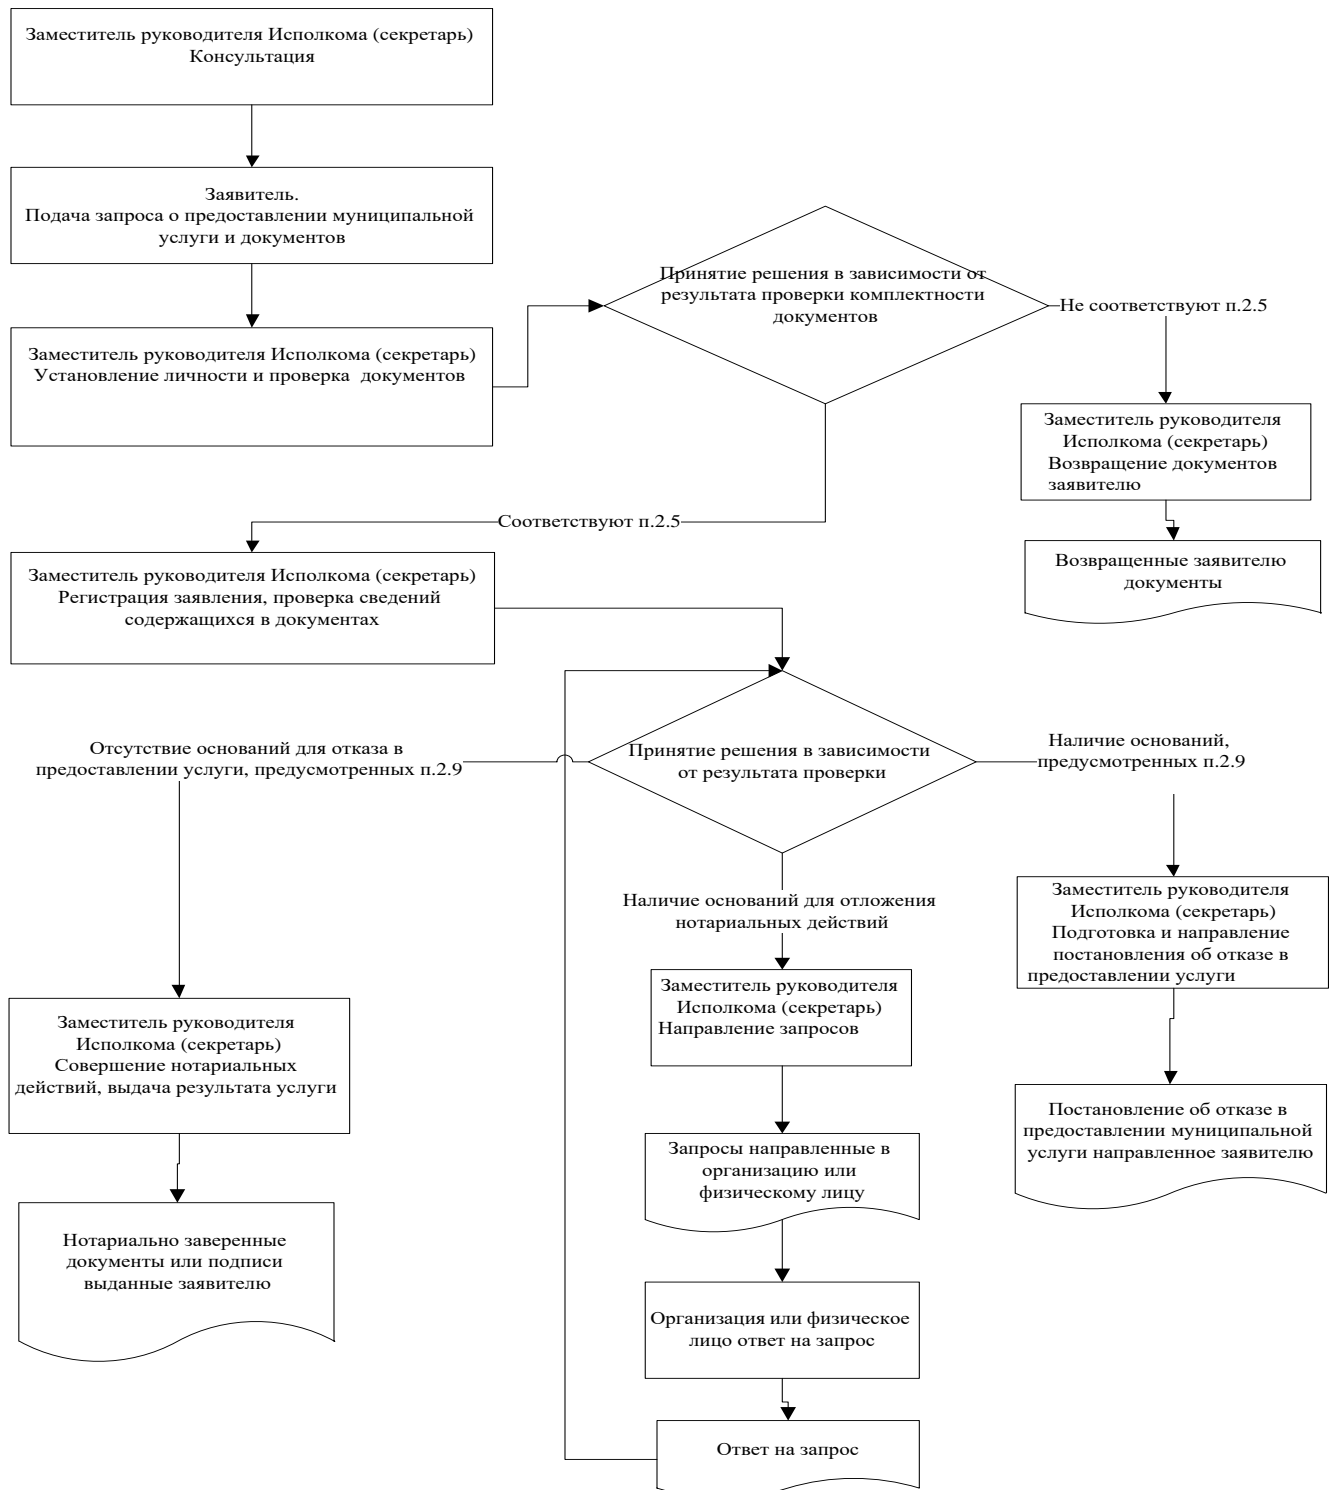 Заместитель руководителя Исполкома (секретарь)
Консультация
Заявитель.
Подача запроса о предоставлении муниципальной
услуги и документов
Заместитель руководителя Исполкома (секретарь)
Установление личности и проверка документов
Принятие решения в зависимости от
результата проверки комплектности
документов
Не соответствуют п.2.5
Заместитель руководителя
Исполкома (секретарь)
Возвращение документов
заявителю
Возвращенные заявителю
документы
Соответствуют п.2.5
Заместитель руководителя Исполкома (секретарь)
Регистрация заявления, проверка сведений
содержащихся в документах
Принятие решения в зависимости
от результата проверки
Отсутствие оснований для отказа в
предоставлении услуги, предусмотренных п.2.9
Наличие оснований,
предусмотренных п.2.9
Наличие оснований для отложения
нотариальных действий
Заместитель руководителя
Исполкома (секретарь)
Совершение нотариальных
действий, выдача результата услуги
Нотариально заверенные
документы или подписи
выданные заявителю
Заместитель руководителя
Исполкома (секретарь)
Направление запросов
Запросы направленные в
организацию или
физическому лицу
Организация или физическое
лицо ответ на запрос
Ответ на запрос
Заместитель руководителя
Исполкома (секретарь)
Подготовка и направление
постановления об отказе в
предоставлении услуги
Постановление об отказе в
предоставлении муниципальной
услуги направленное заявителю